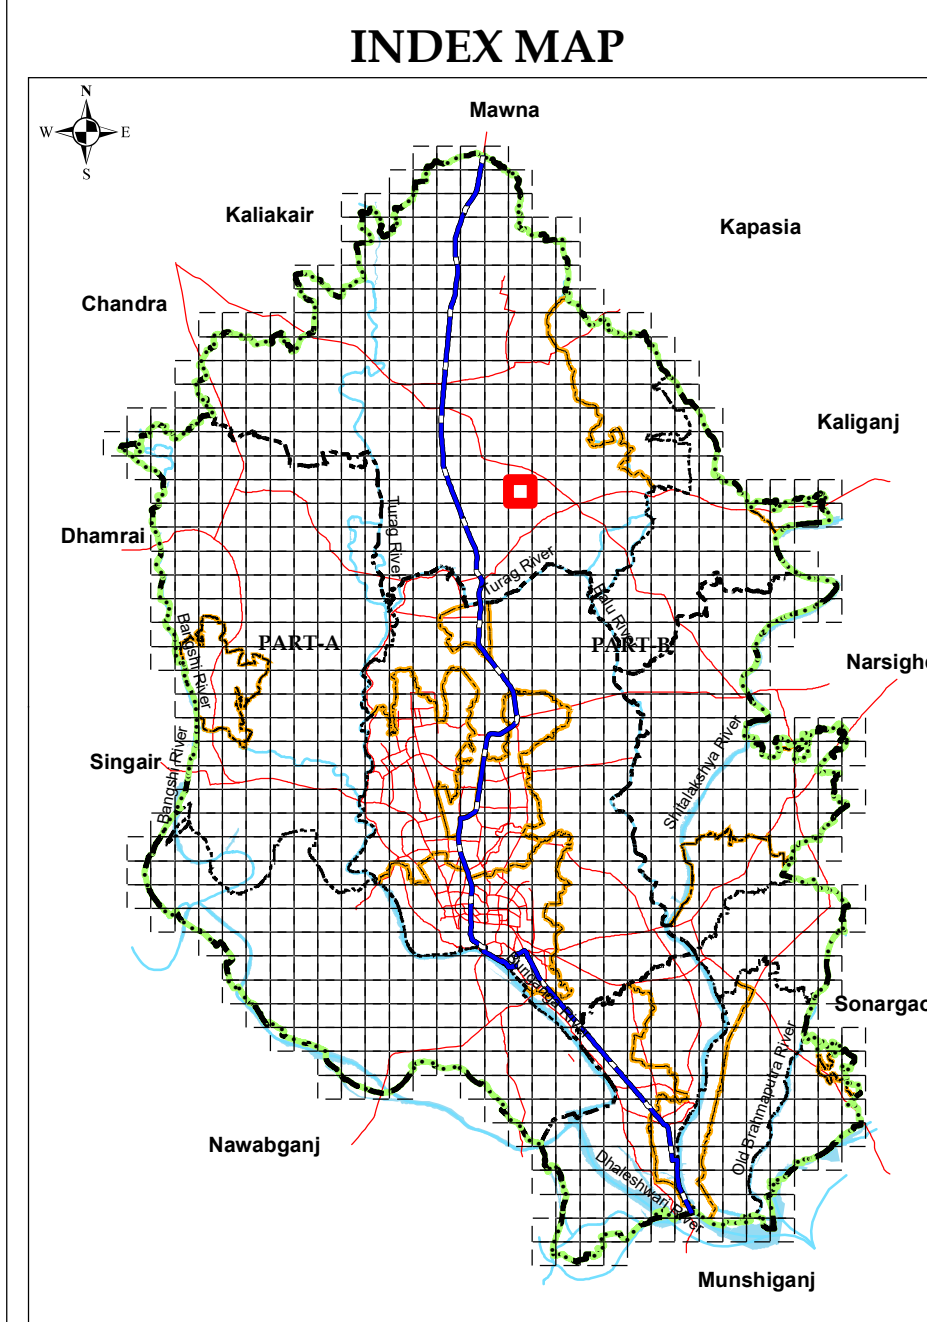 INDEX MAP
N
W E
S
Mawna
Kaliakair
Kapasia
Chandra
Kaliganj
Dhamrai
Turag River
Turag River
Balu River
Bangshi River
PART-A
PART-B
Narsigh
Singair
Bangshi River
Shitalakshya River
Buriganga River
Sonargao
Old Brahmaputra River
Nawabganj
Dhaleshwari River
Munshiganj